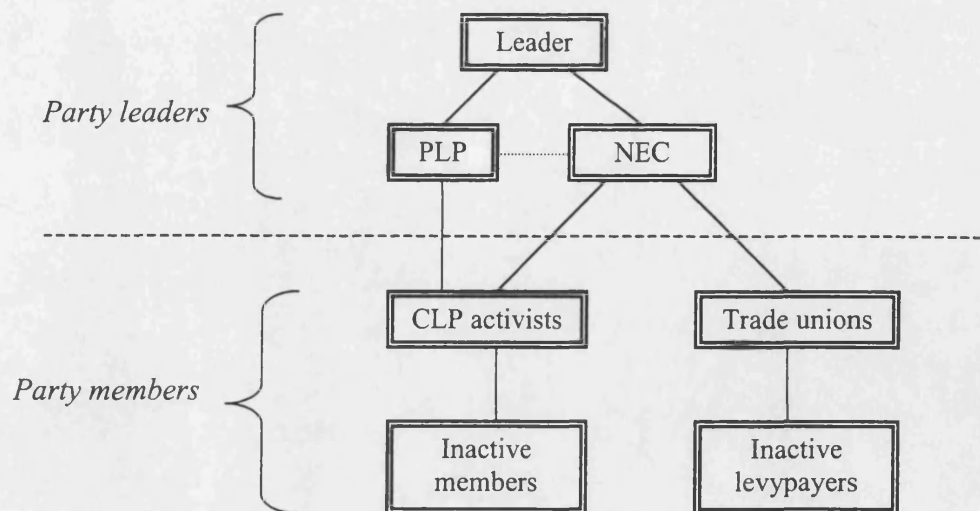 Leader
Party leaders
PLP
NEC
CLP activists
Trade unions
Party members
Inactive
members
Inactive
levypayers